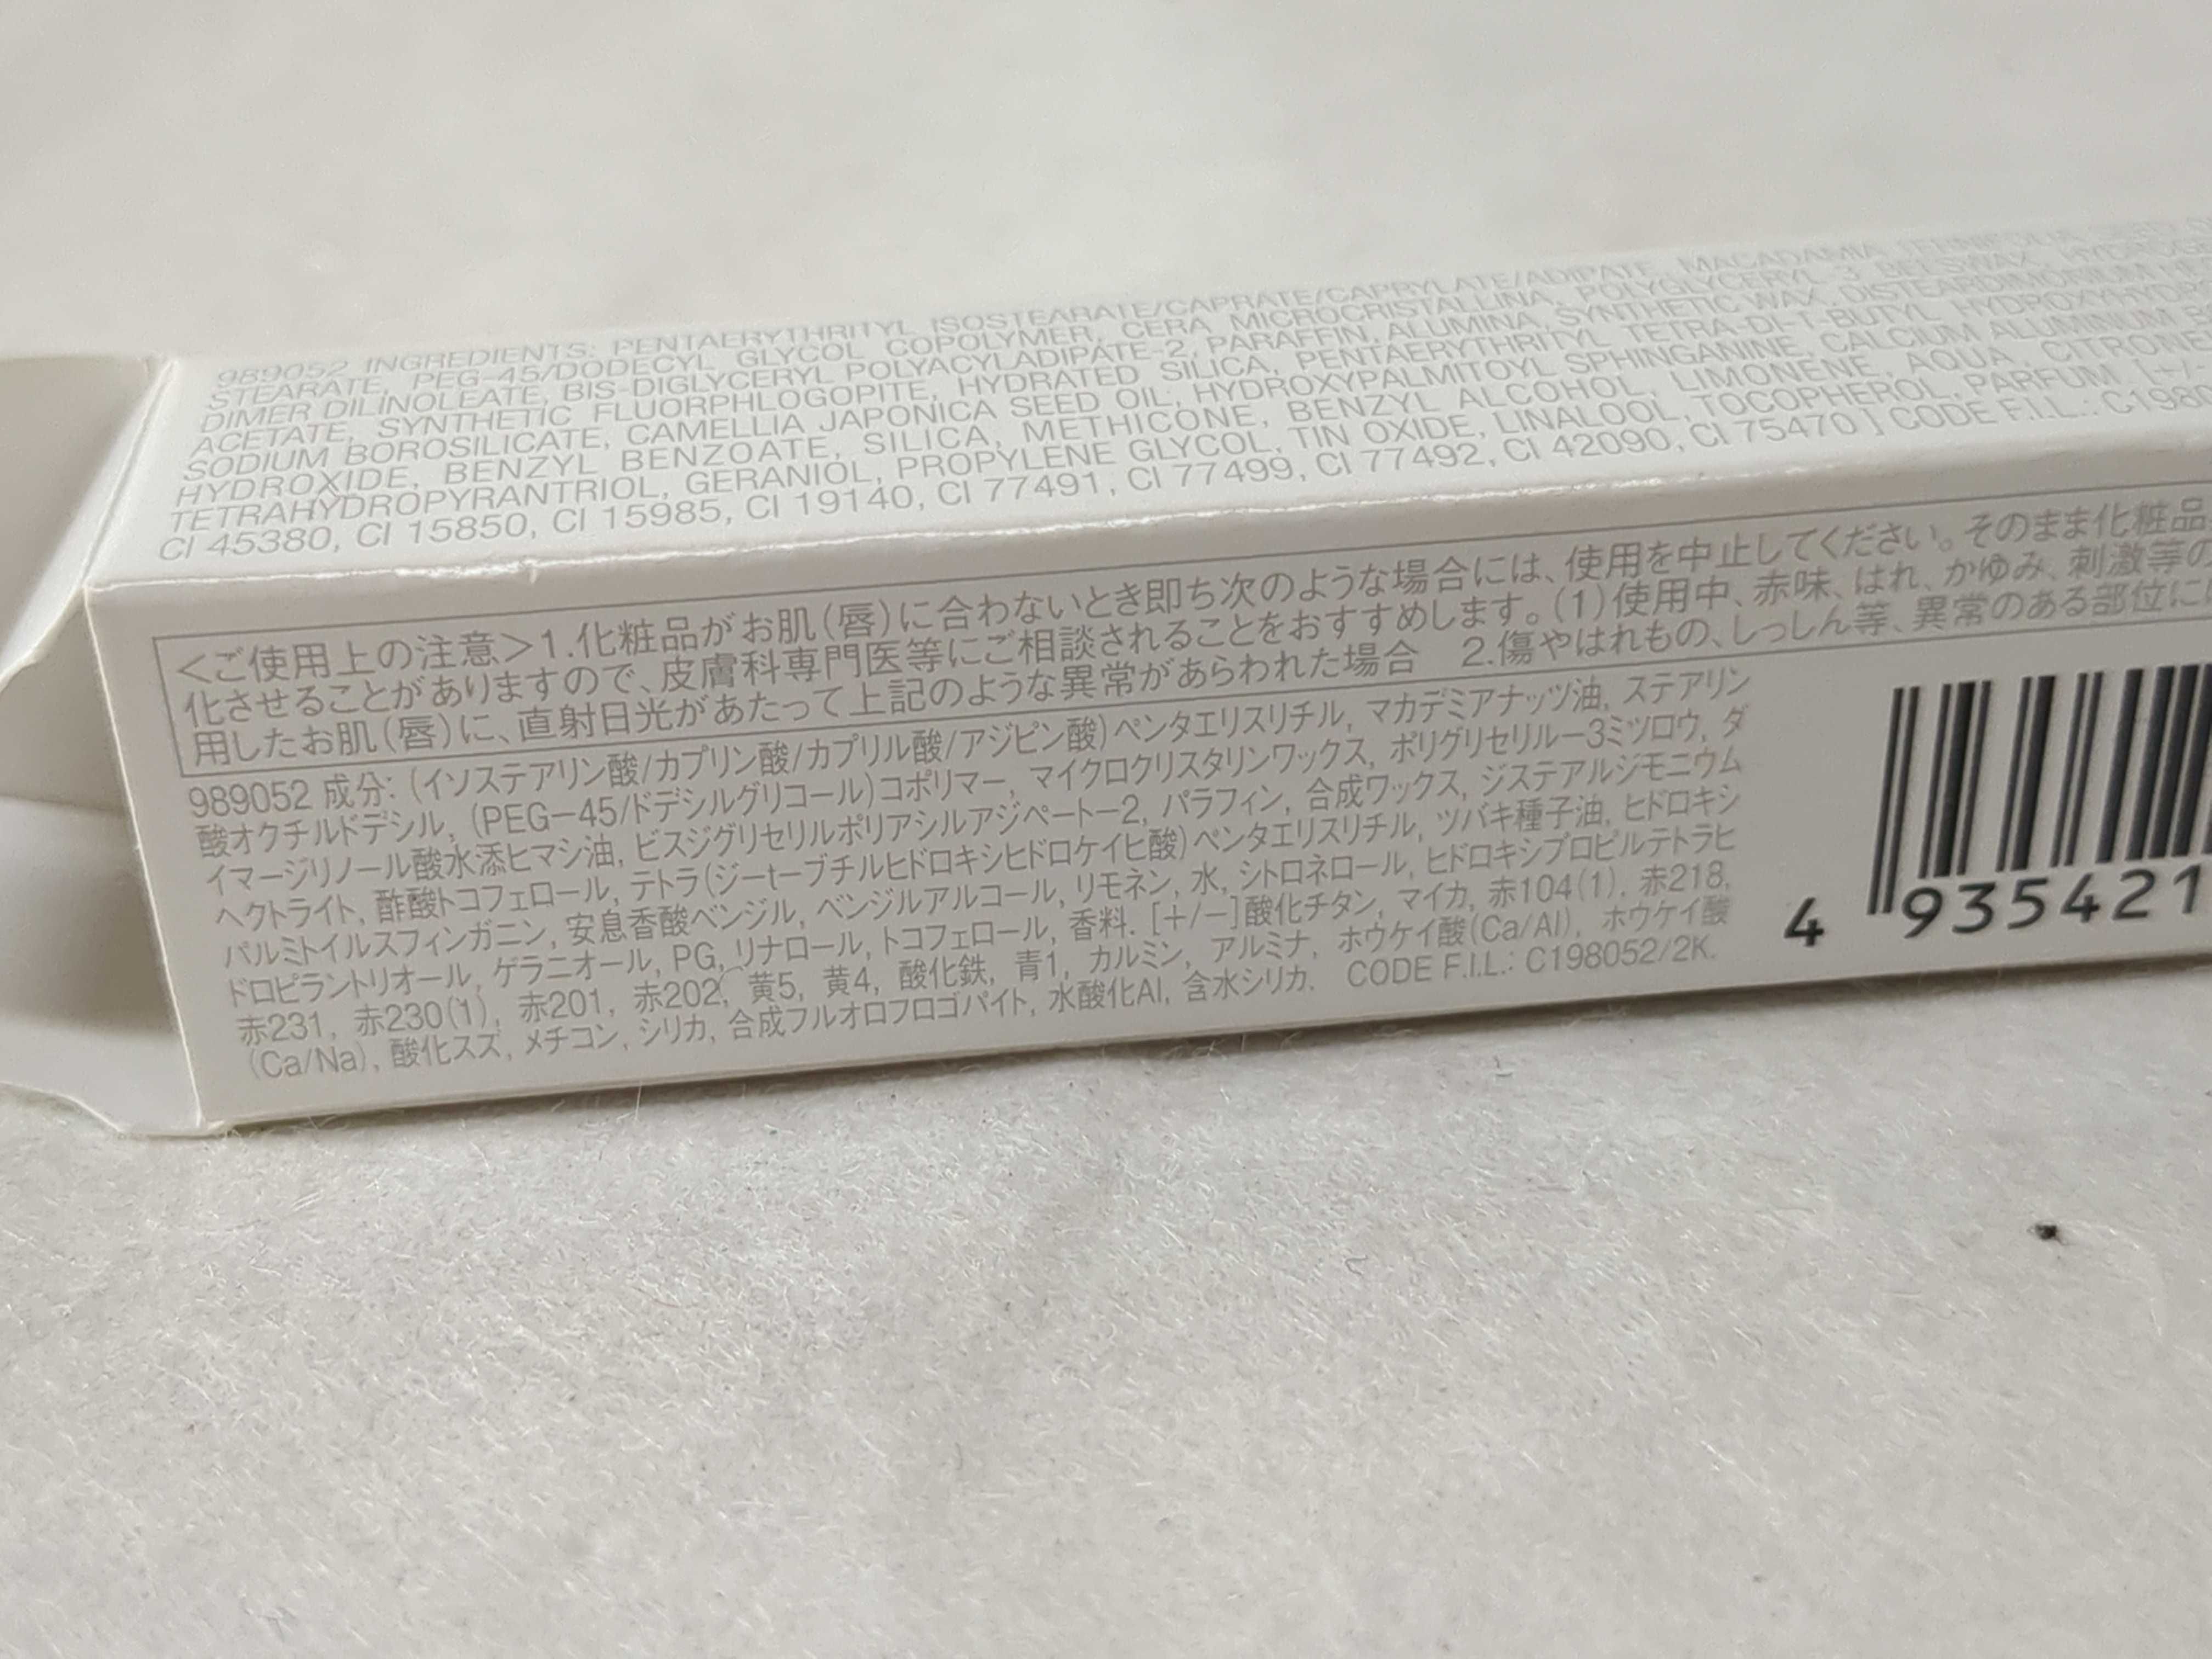 989052 INGREDIENTS: PENTAERYTHRITYL ISOSTEARATE/CAPRATE/CAPRYLATE/ADIPATE, MACADAMIA
STEARATE, PEG-45/DODECYL GLYCOL COPOLYMER, CERA MICROCRISTALLINA, POLYGLYCERYL-3 BEESWAX,
DIMER DILINOLEATE, BIS-DIGLYCERYL POLYACYLADIPATE-2, PARAFFIN, ALUMINA, SYNTHETIC WAX, DISTEARDIMONIUM
ACETATE, SYNTHETIC FLUORPHLOGOPITE, HYDRATED SILICA, PENTAERYTHRITYL TETRA-DI-T-BUTYL
SODIUM BOROSILICATE, CAMELLIA JAPONICA SEED OIL, HYDROXYPALMITOYL SPHINGANINE, CALCIUM ALUMINUM
HYDROXIDE, BENZYL BENZOATE, SILICA, METHICONE, BENZYL ALCOHOL, LIMONENE, AQUA,
TETRAHYDROPYRANTRIOL, GERANIOL, PROPYLENE GLYCOL, TIN OXIDE, LINALOOL, TOCOPHEROL, PARFUM. [+/-
CI 45380, CI 15850, CI 15985, CI 19140, CI 77491, CI 77499, CI 77492, CI 42090, CI 75470 ] CODE F.I.L.:
<ご使用上の注意>1.化粧品がお肌(唇)に合わないとき即ち次のような場合には、使用を中止してください。そのまま化粧品
化させることがありますので、皮膚科専門医等にご相談されることをおすすめします。(1)使用中、赤味、はれ、かゆみ、刺激等の
用したお肌(唇)に、直射日光があたって上記のような異常があらわれた場合 2.傷やはれもの、しっしん等、異常のある部位に
989052 成分: (イソステアリン酸/カプリン酸/カプリル酸/アジピン酸)ペンタエリスリチル, マカデミアナッツ油, ステアリン
酸オクチルドデシル, (PEG-45/ドデシルグリコール)コポリマー, マイクロクリスタリンワックス, ポリグリセリル-3ミツロウ, ダ
イマージリノール酸水添ヒマシ油, ビスジグリセリルポリアシルアジペート-2, パラフィン, 合成ワックス, ジステアルジモニウム
ヘクトライト, 酢酸トコフェロール, テトラ(ジ-t-ブチルヒドロキシヒドロケイヒ酸)ペンタエリスリチル, ツバキ種子油, ヒドロキシ
パルミトイルスフィンガニン, 安息香酸ベンジル, ベンジルアルコール, リモネン, 水, シトロネロール, ヒドロキシプロピルテトラヒ
ドロピラントリオール, ゲラニオール, PG, リナロール, トコフェロール, 香料. [+/-]酸化チタン, マイカ, 赤104(1), 赤218,
赤231, 赤230(1), 赤201, 赤202, 黄5, 黄4, 酸化鉄, 青1, カルミン, アルミナ, ホウケイ酸(Ca/Al), ホウケイ酸
(Ca/Na), 酸化スズ, メチコン, シリカ, 合成フルオロフロゴパイト, 水酸化Al, 含水シリカ. CODE F.I.L.: C198052/2K.
4 935421